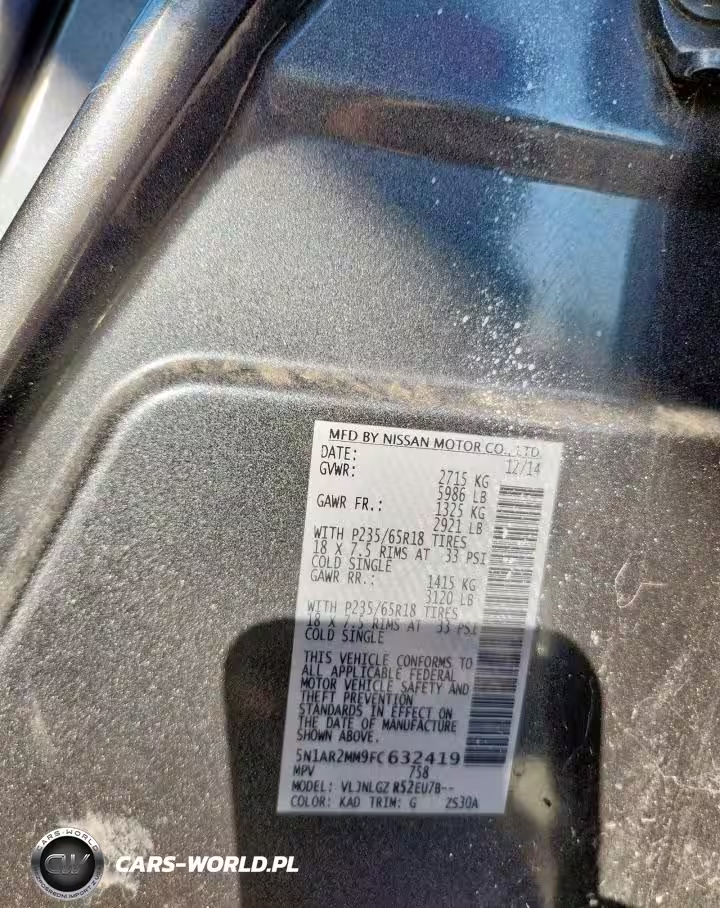 MFD BY NISSAN MOTOR CO., LTD
DATE: 12/14
GVWR: 2715 KG
5986 LB
GAWR FR.: 1325 KG
2921 LB
WITH P235/65R18 TIRES
18 X 7.5 RIMS AT 33 PSI
COLD SINGLE
GAWR RR.: 1415 KG
3120 LB
WITH P235/65R18 TIRES
18 X 7.5 RIMS AT 33 PSI
COLD SINGLE
THIS VEHICLE CONFORMS TO
ALL APPLICABLE FEDERAL
MOTOR VEHICLE SAFETY AND
THEFT PREVENTION
STANDARDS IN EFFECT ON
THE DATE OF MANUFACTURE
SHOWN ABOVE.
5N1AR2MM9FC632419
MPV 758
MODEL: VLJNLGZ R52EU7B--
COLOR: KAD TRIM: G ZS30A
CARS-WORLD
CW
CARS-WORLD.PL